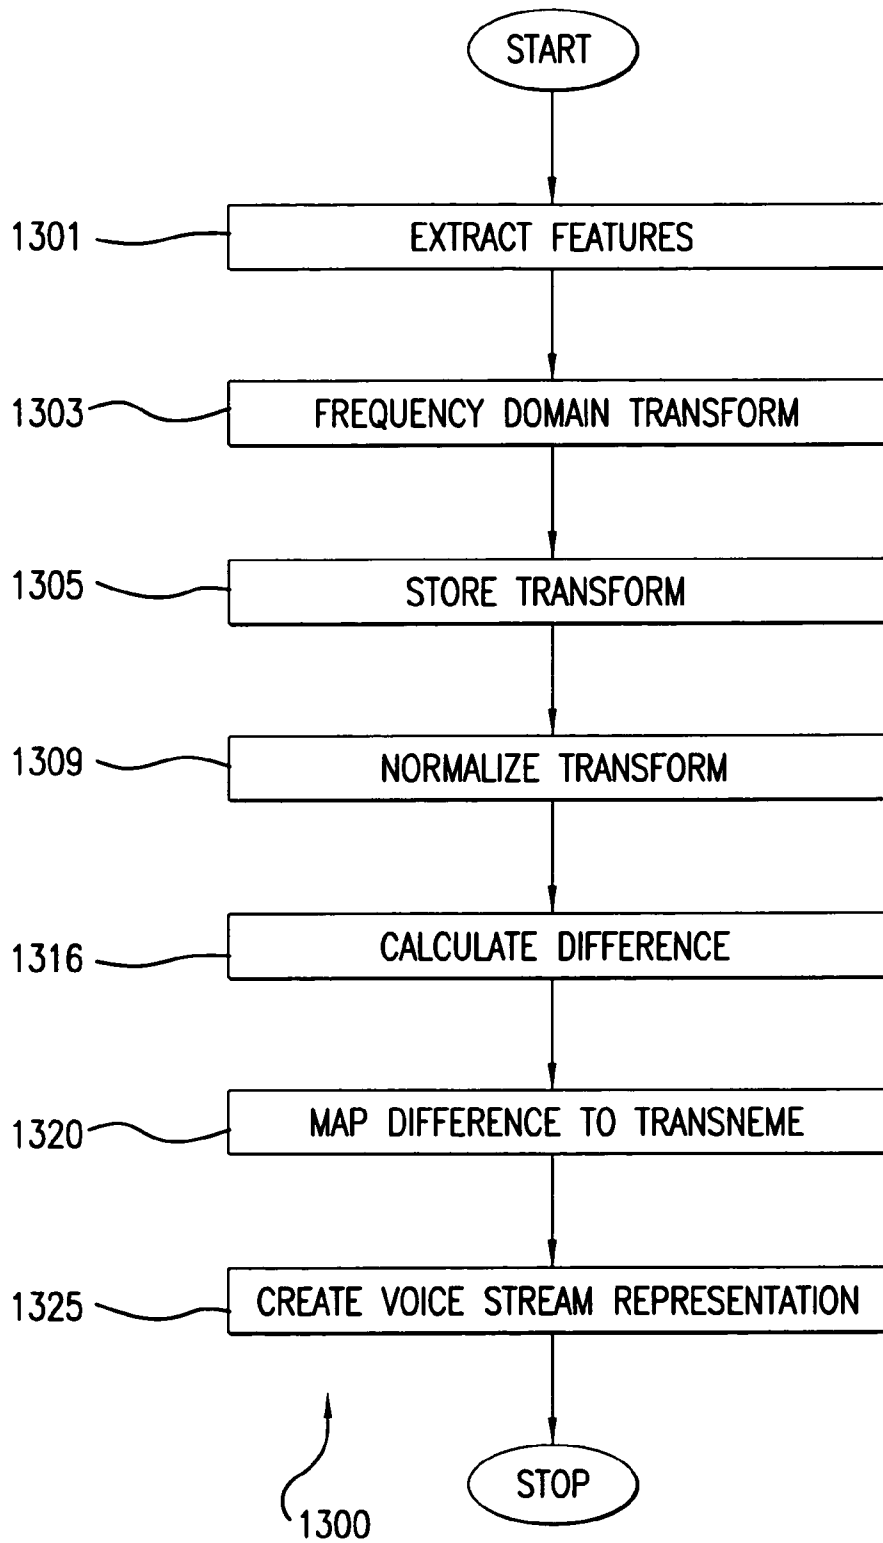 START
1301
EXTRACT FEATURES
1303
FREQUENCY DOMAIN TRANSFORM
1305
STORE TRANSFORM
1309
NORMALIZE TRANSFORM
1316
CALCULATE DIFFERENCE
1320
MAP DIFFERENCE TO TRANSNEME
1325
CREATE VOICE STREAM REPRESENTATION
STOP
1300